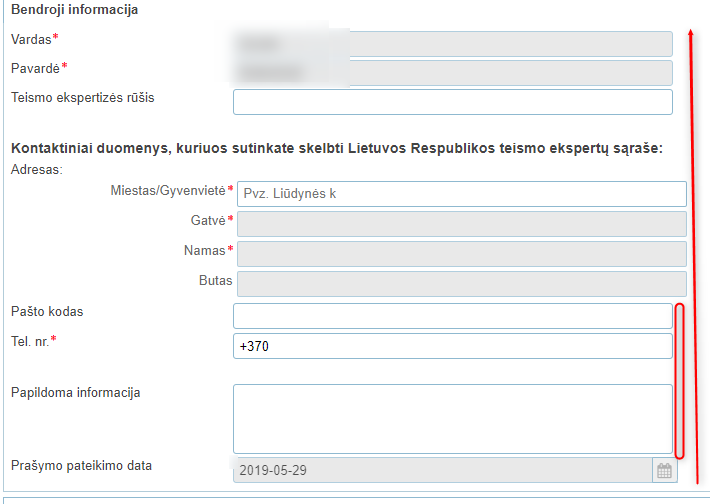 Bendroji informacija
Vardas*
Pavardė*
Teismo ekspertizės rūšis
Kontaktiniai duomenys, kuriuos sutinkate skelbti Lietuvos Respublikos teismo ekspertų sąraše:
Adresas:
Miestas/Gyvenvietė* Pvz. Liūdynės k
Gatvė*
Namas*
Butas
Pašto kodas
Tel. nr.* +370
Papildoma informacija
Prašymo pateikimo data 2019-05-29